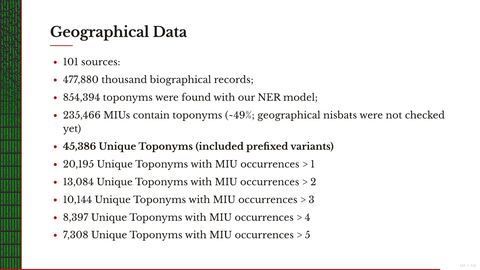 Geographical Data
• 101 sources:
• 477,880 thousand biographical records;
• 854,394 toponyms were found with our NER model;
• 235,466 MIUs contain toponyms (~49%; geographical nisbats were not checked
yet)
• 45,386 Unique Toponyms (included prefixed variants)
• 20,195 Unique Toponyms with MIU occurrences > 1
• 13,084 Unique Toponyms with MIU occurrences > 2
• 10,144 Unique Toponyms with MIU occurrences > 3
• 8,397 Unique Toponyms with MIU occurrences > 4
• 7,308 Unique Toponyms with MIU occurrences > 5